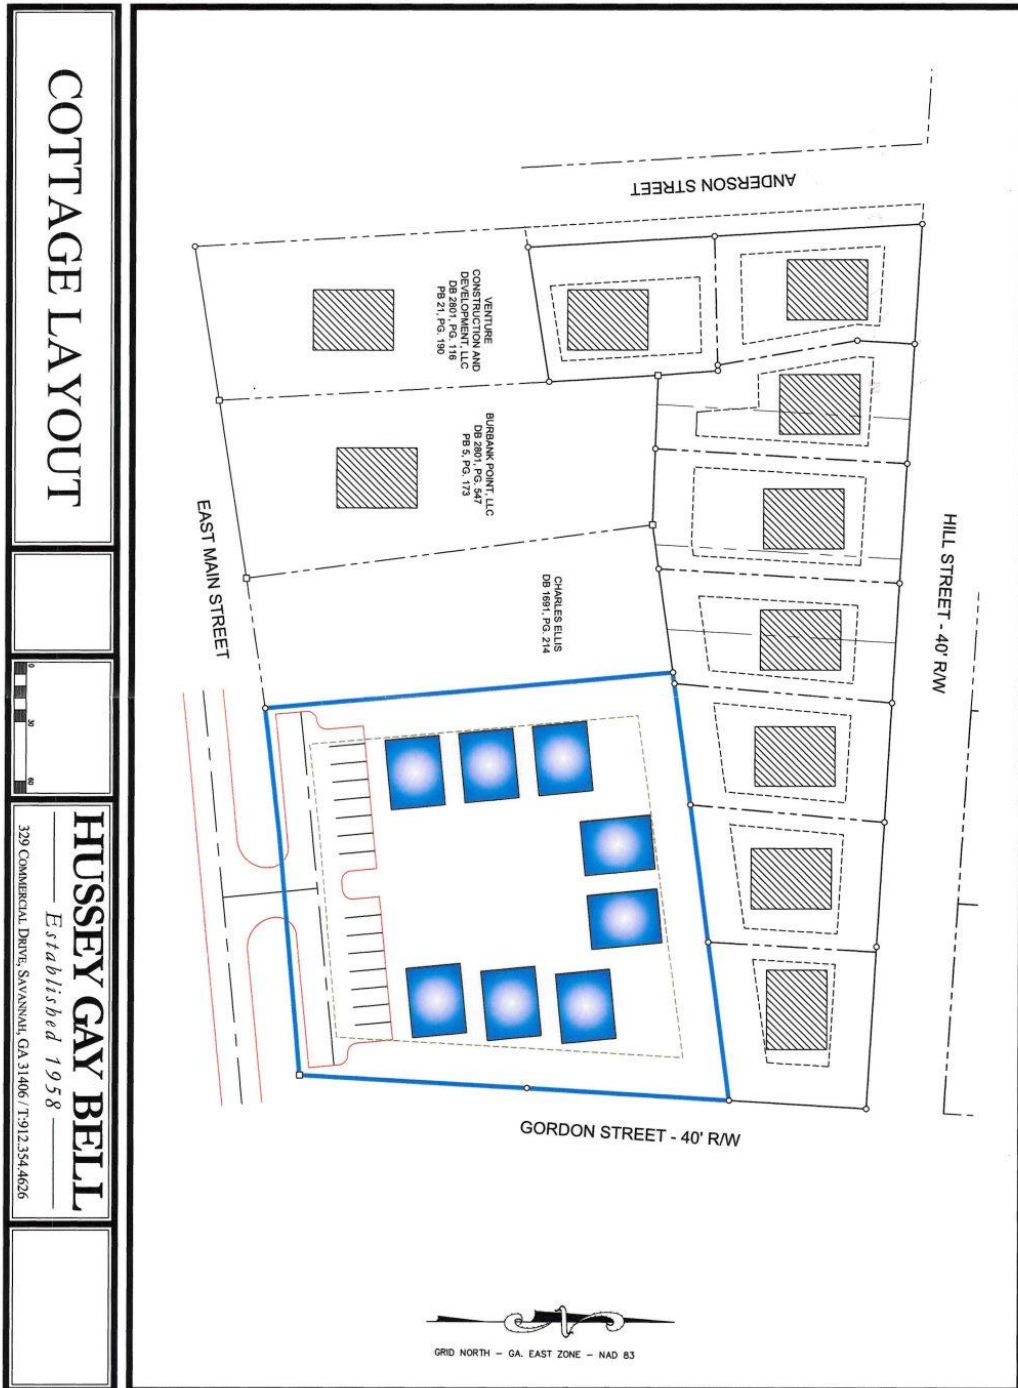 COTTAGE LAYOUT
0 30 60
HUSSEY GAY BELL
Established 1958
329 COMMERCIAL DRIVE, SAVANNAH, GA 31406 / T:912.354.4626
ANDERSON STREET
VENTURE
CONSTRUCTION AND
DEVELOPMENT, LLC
DB 2801, PG. 116
PB 21, PG. 190
BURBANK POINT, LLC
DB 2801, PG. 547
PB 5, PG. 173
CHARLES ELLIS
DB 1691, PG. 214
EAST MAIN STREET
HILL STREET - 40' R/W
GORDON STREET - 40' R/W
GRID NORTH - GA. EAST ZONE - NAD 83